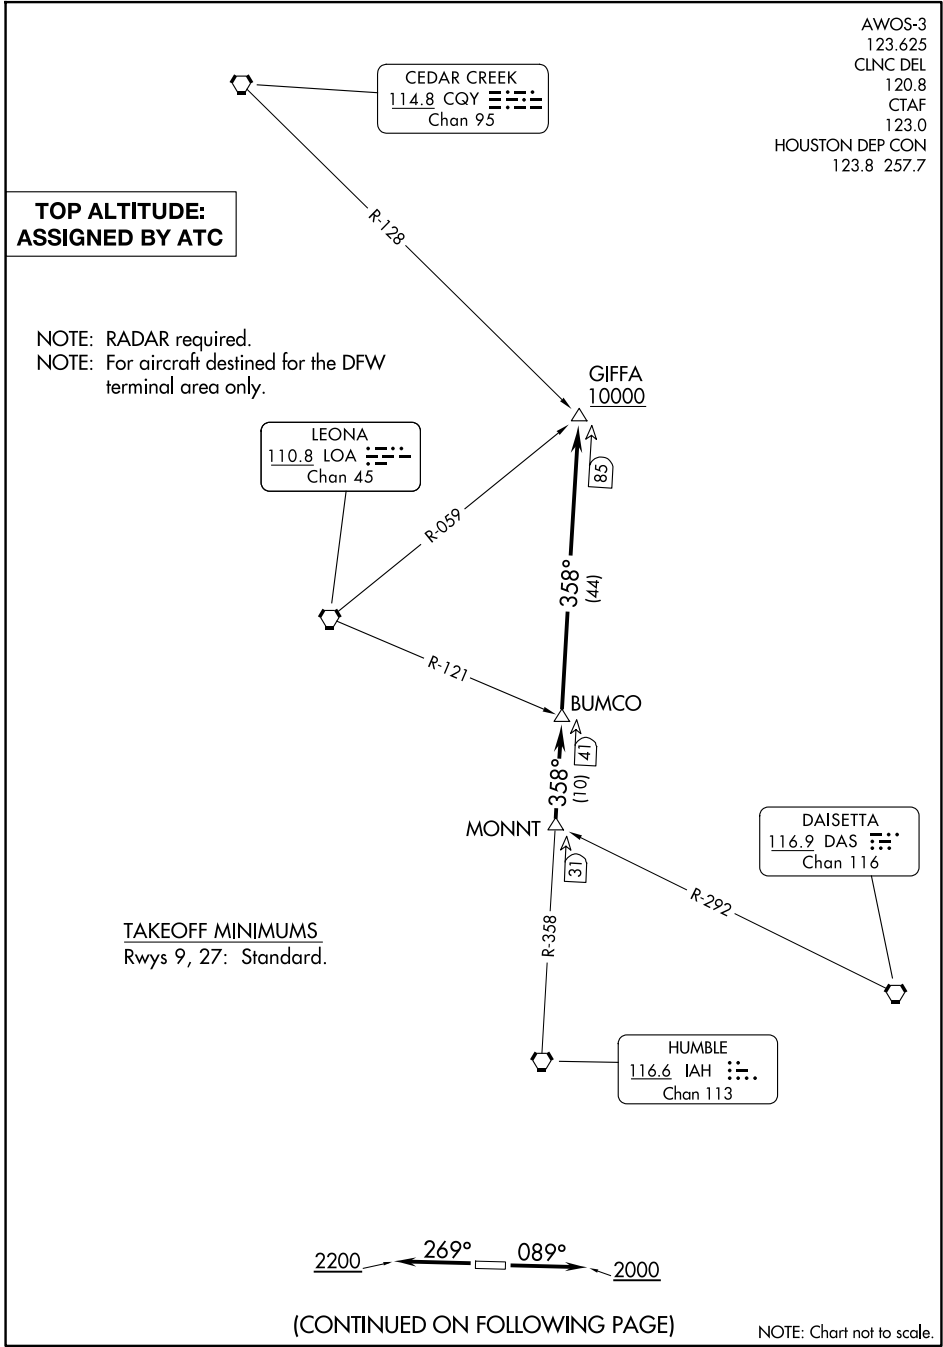 AWOS-3
123.625
CLNC DEL
120.8
CTAF
123.0
HOUSTON DEP CON
123.8 257.7
CEDAR CREEK
114.8 CQY
Chan 95
TOP ALTITUDE:
ASSIGNED BY ATC
R-128
NOTE: RADAR required.
NOTE: For aircraft destined for the DFW
terminal area only.
GIFFA
10000
LEONA
110.8 LOA
Chan 45
85
R-059
358°
(44)
R-121
BUMCO
41
358°
(10)
MONNT
31
DAISETTA
116.9 DAS
Chan 116
R-292
R-358
TAKEOFF MINIMUMS
Rwys 9, 27: Standard.
HUMBLE
116.6 IAH
Chan 113
2200
269°
089°
2000
(CONTINUED ON FOLLOWING PAGE)
NOTE: Chart not to scale.